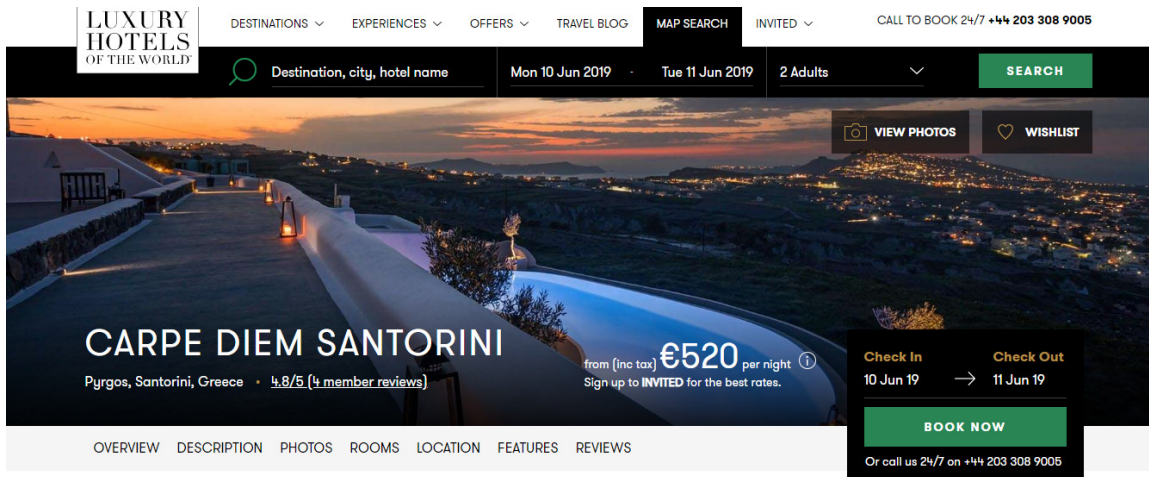 LUXURY
HOTELS
OF THE WORLD
DESTINATIONS
EXPERIENCES
OFFERS
TRAVEL BLOG
MAP SEARCH
INVITED
CALL TO BOOK 24/7 +44 203 308 9005
Destination, city, hotel name
Mon 10 Jun 2019 - Tue 11 Jun 2019
2 Adults
SEARCH
VIEW PHOTOS
WISHLIST
CARPE DIEM SANTORINI
Pyrgos, Santorini, Greece • 4.8/5 (4 member reviews)
from (inc tax) €520 per night
Sign up to INVITED for the best rates.
Check In
Check Out
10 Jun 19 → 11 Jun 19
BOOK NOW
Or call us 24/7 on +44 203 308 9005
OVERVIEW
DESCRIPTION
PHOTOS
ROOMS
LOCATION
FEATURES
REVIEWS